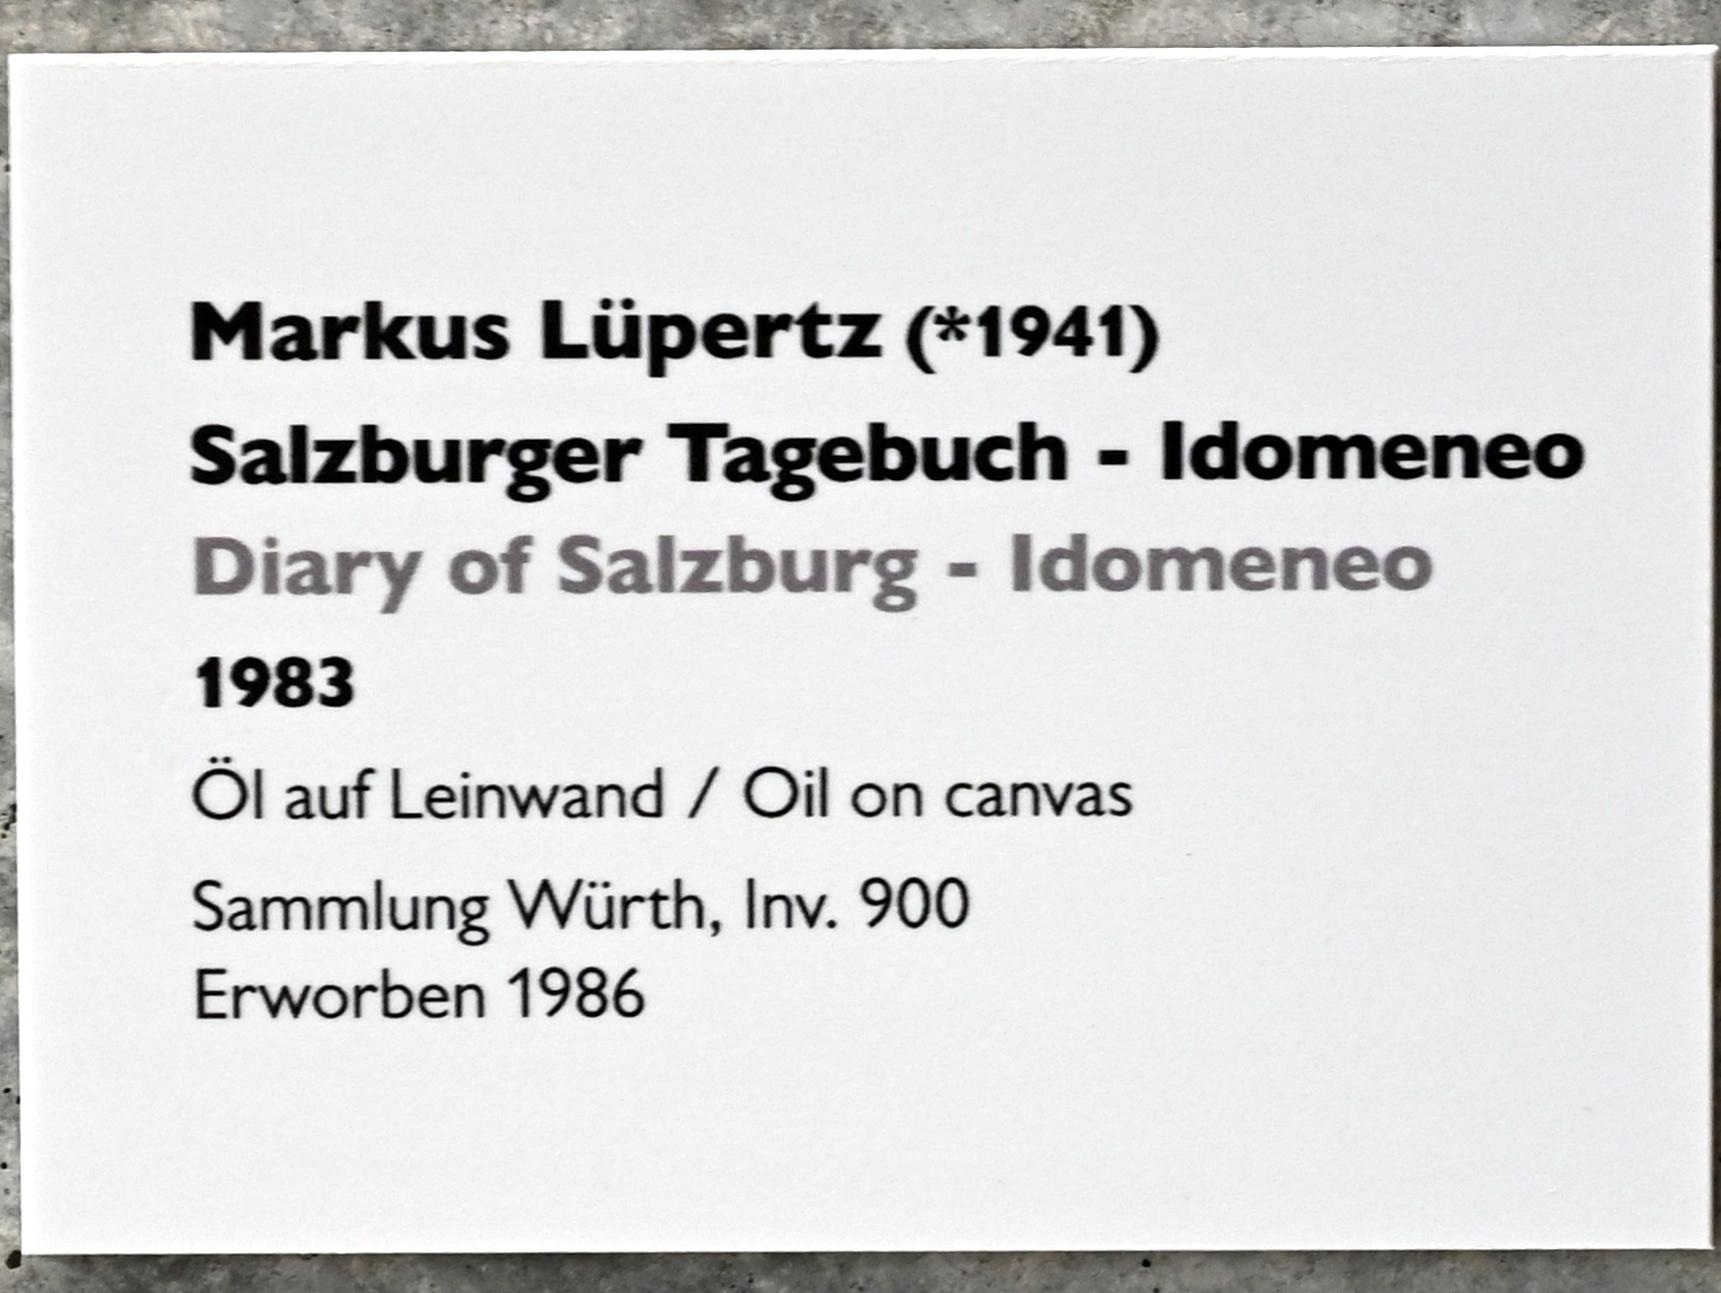 Markus Lüpertz (*1941)
Salzburger Tagebuch - Idomeneo
Diary of Salzburg - Idomeneo
1983
Öl auf Leinwand / Oil on canvas
Sammlung Würth, Inv. 900
Erworben 1986